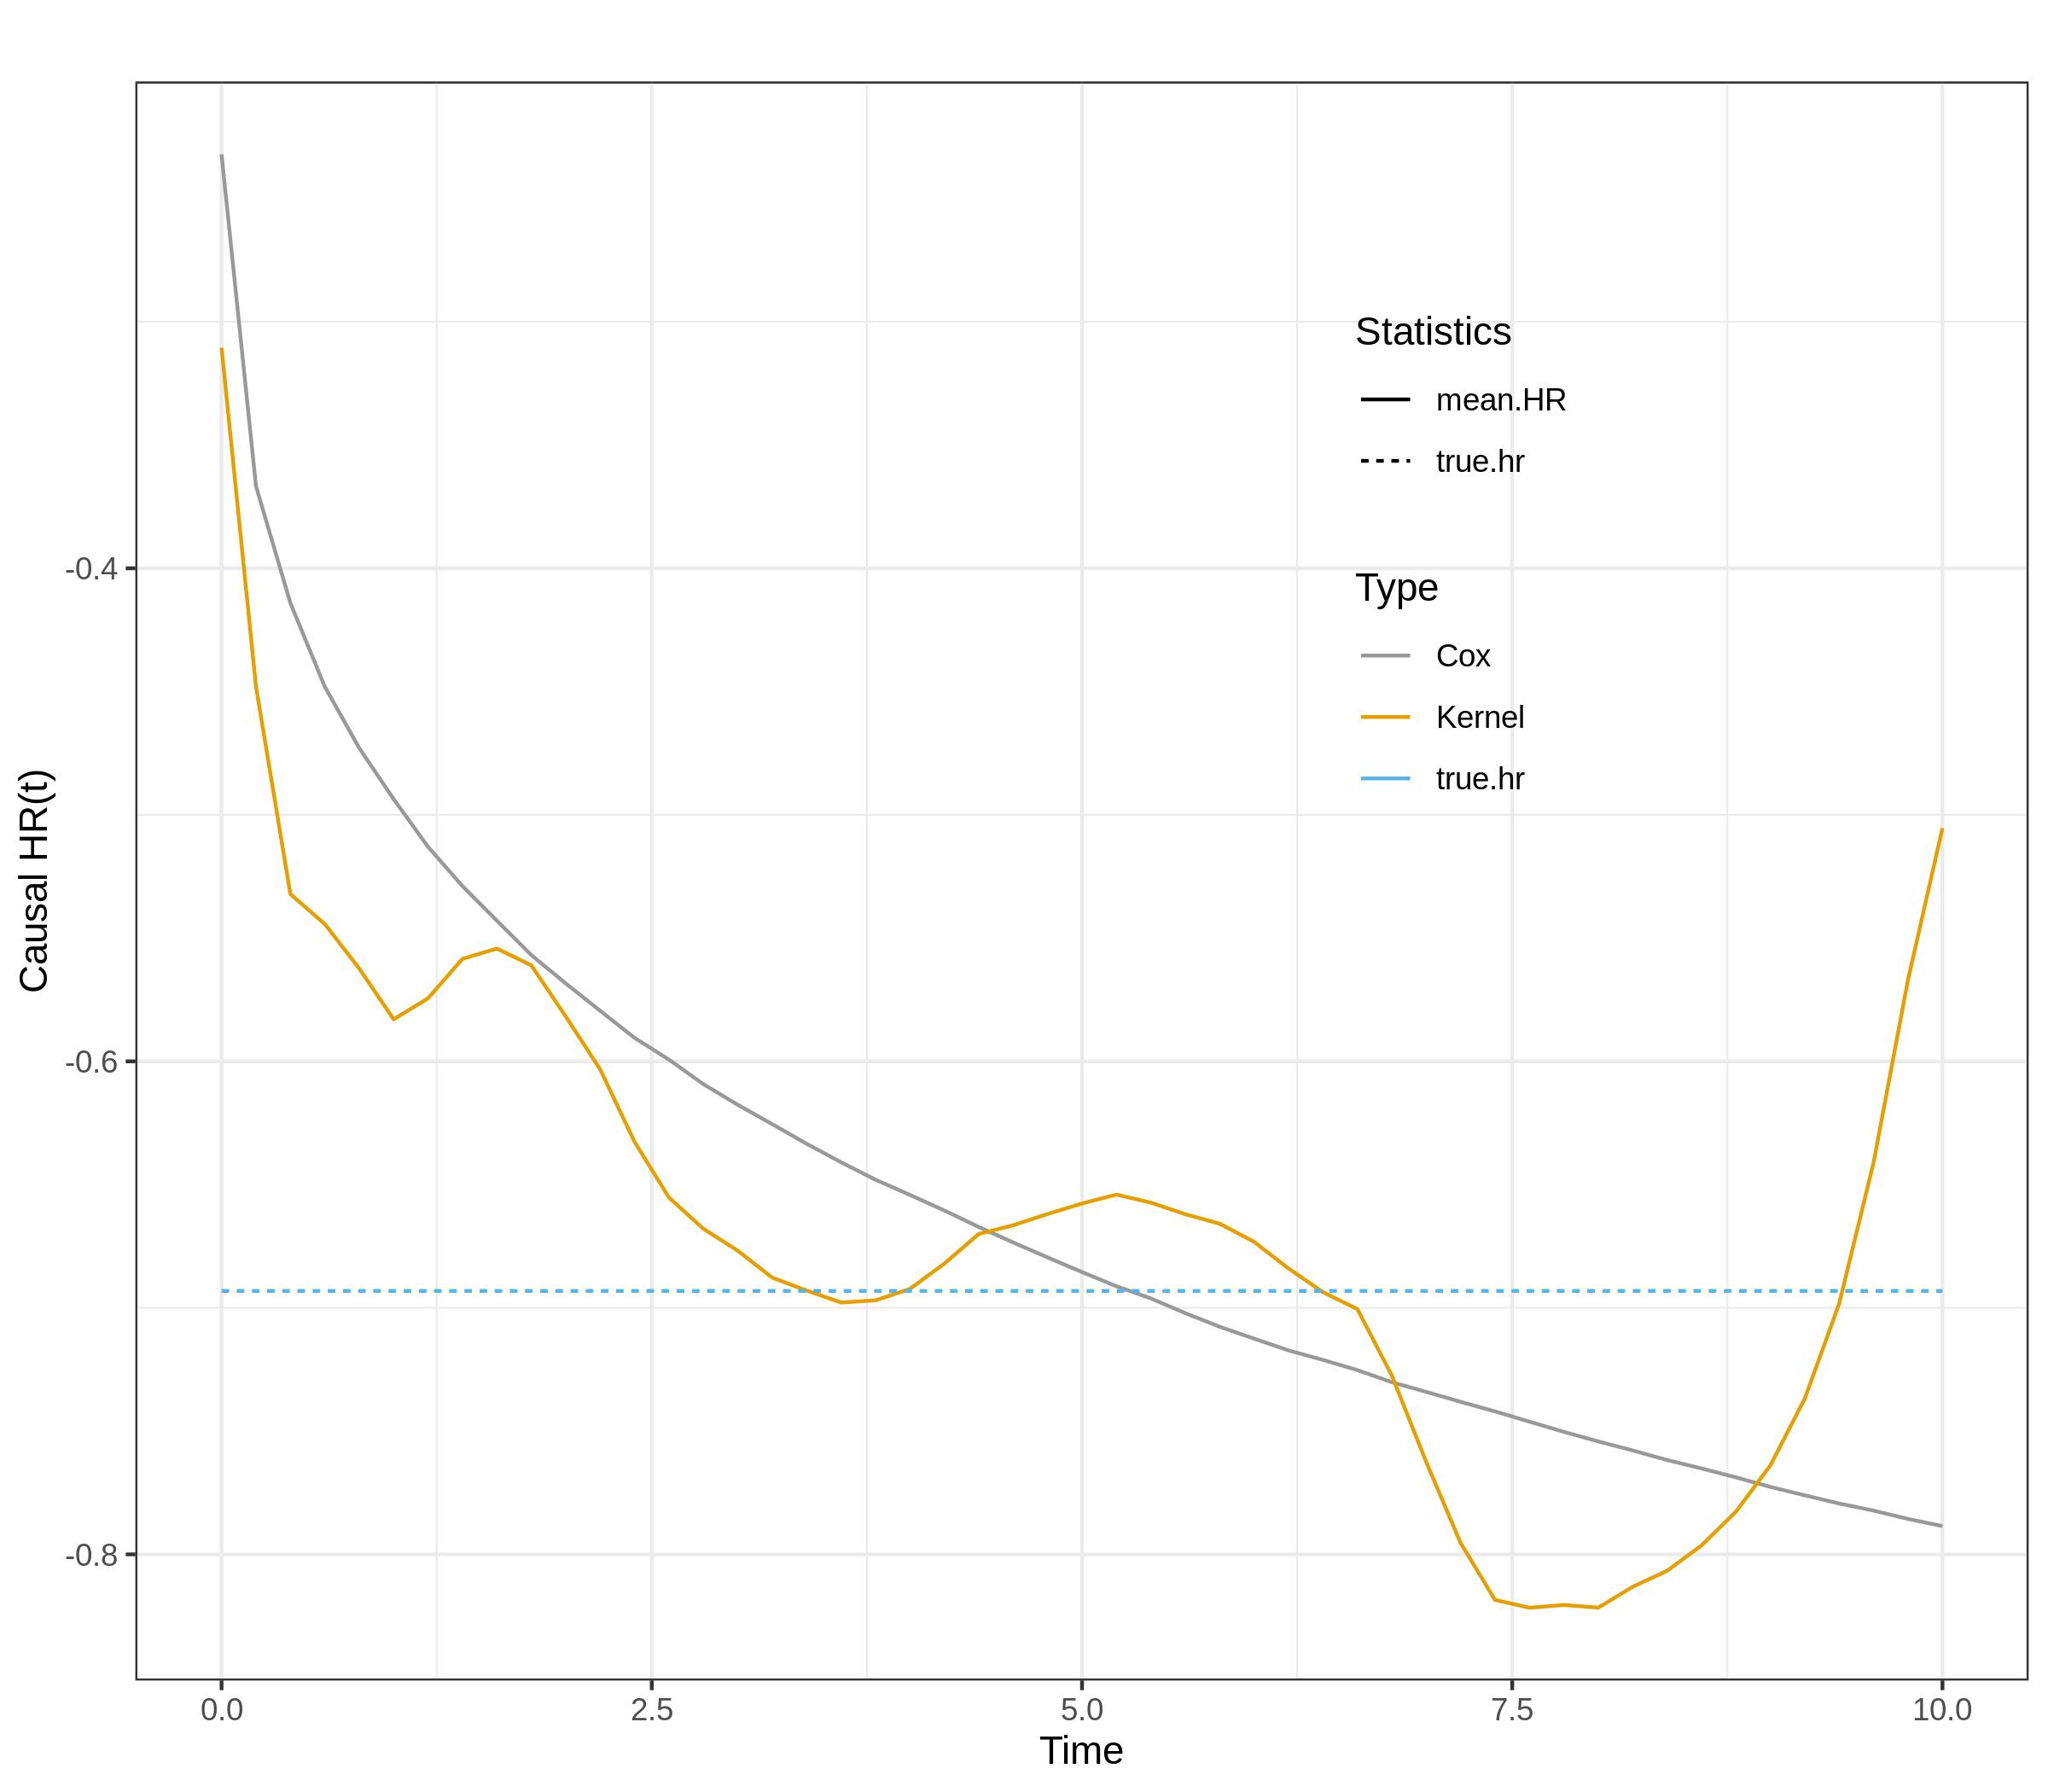 Statistics
mean.HR
true.hr
Type
Cox
Kernel
true.hr
Causal HR(t)
-0.4
-0.6
-0.8
0.0
2.5
5.0
7.5
10.0
Time